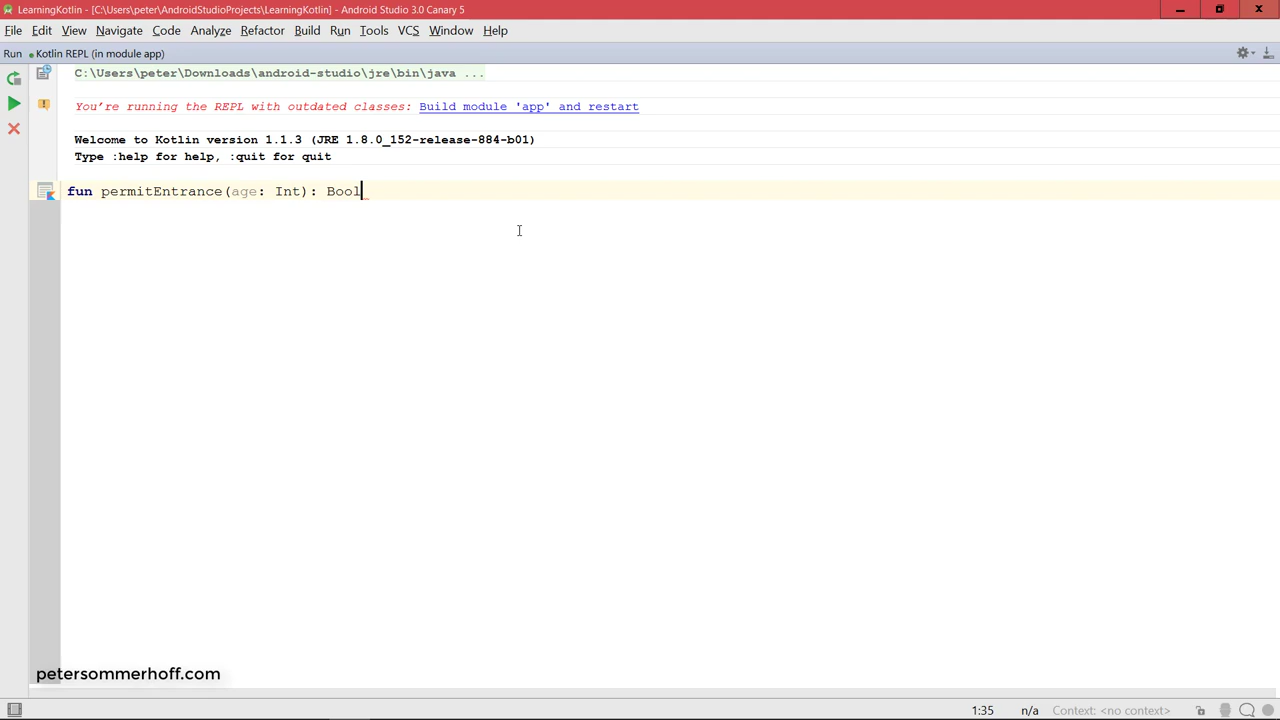 LearningKotlin - [C:\Users\peter\AndroidStudioProjects\LearningKotlin] - Android Studio 3.0 Canary 5
File Edit View Navigate Code Analyze Refactor Build Run Tools VCS Window Help
Run Kotlin REPL (in module app)
C:\Users\peter\Downloads\android-studio\jre\bin\java ...
You're running the REPL with outdated classes: Build module 'app' and restart
Welcome to Kotlin version 1.1.3 (JRE 1.8.0_152-release-884-b01)
Type :help for help, :quit for quit
fun permitEntrance(age: Int): Bool
petersommerhoff.com
1:35 n/a Context: <no context>